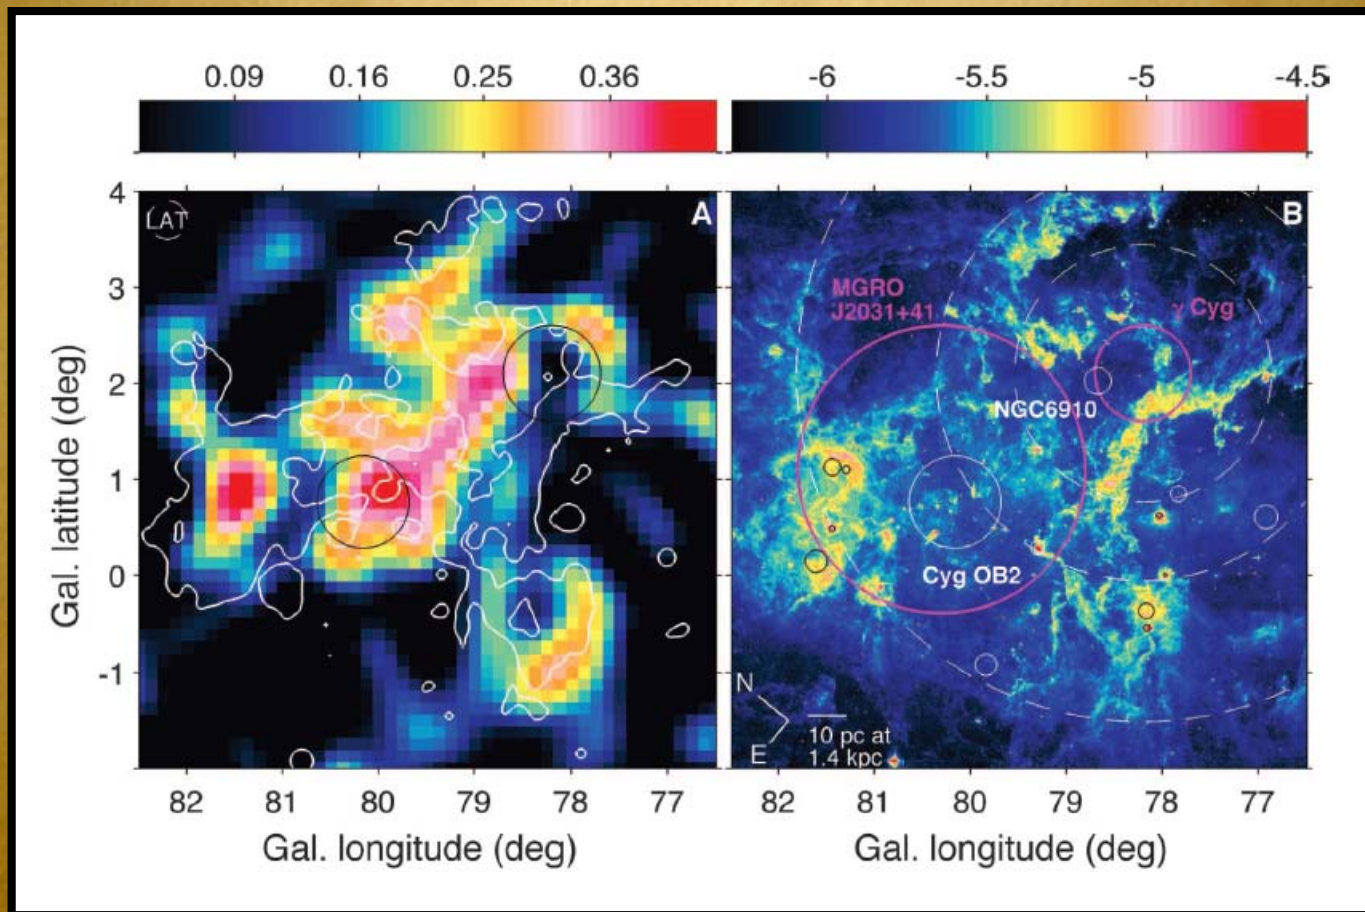 0.09 0.16 0.25 0.36
-6 -5.5 -5 -4.5
4
3
2
1
0
-1
Gal. latitude (deg)
LAT
A
82 81 80 79 78 77
Gal. longitude (deg)
B
MGRO
J2031+41
γ Cyg
NGC6910
Cyg OB2
N
E
10 pc at
1.4 kpc
82 81 80 79 78 77
Gal. longitude (deg)